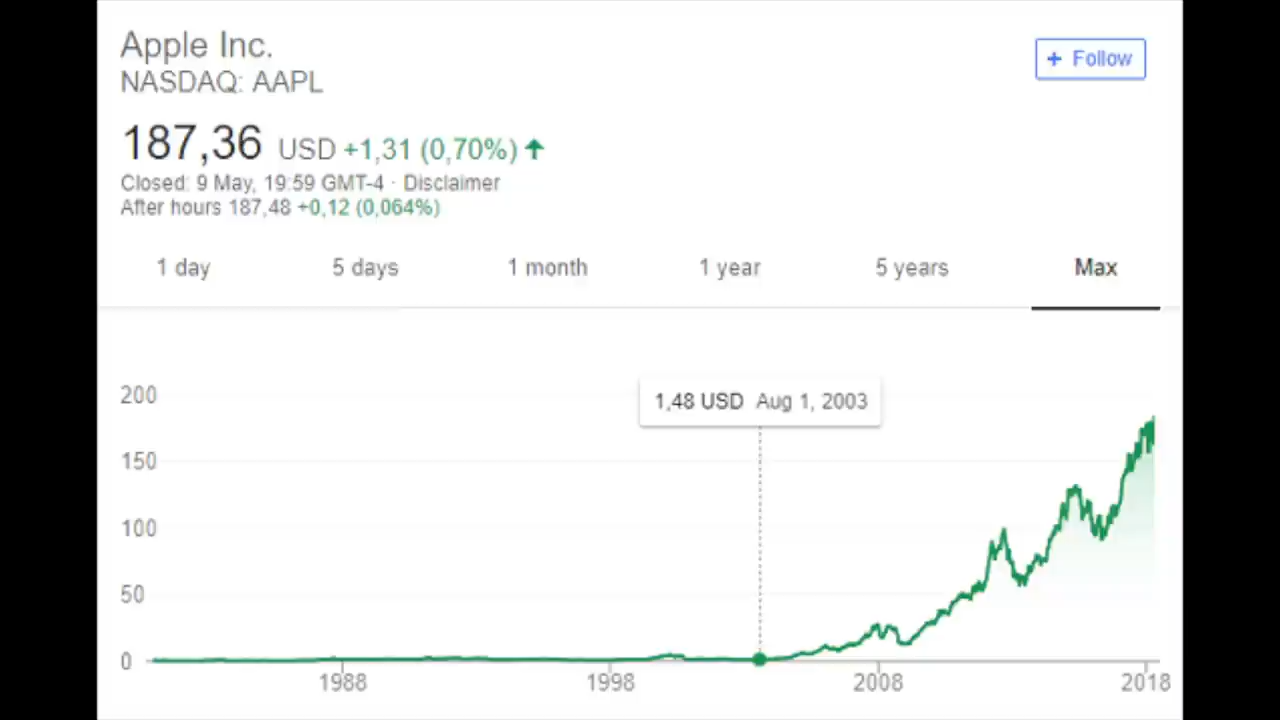 Apple Inc.
+ Follow
NASDAQ: AAPL
187,36 USD +1,31 (0,70%) ↑
Closed: 9 May, 19:59 GMT-4 · Disclaimer
After hours 187,48 +0,12 (0,064%)
1 day 5 days 1 month 1 year 5 years Max
200
1,48 USD Aug 1, 2003
150
100
50
0
1988 1998 2008 2018